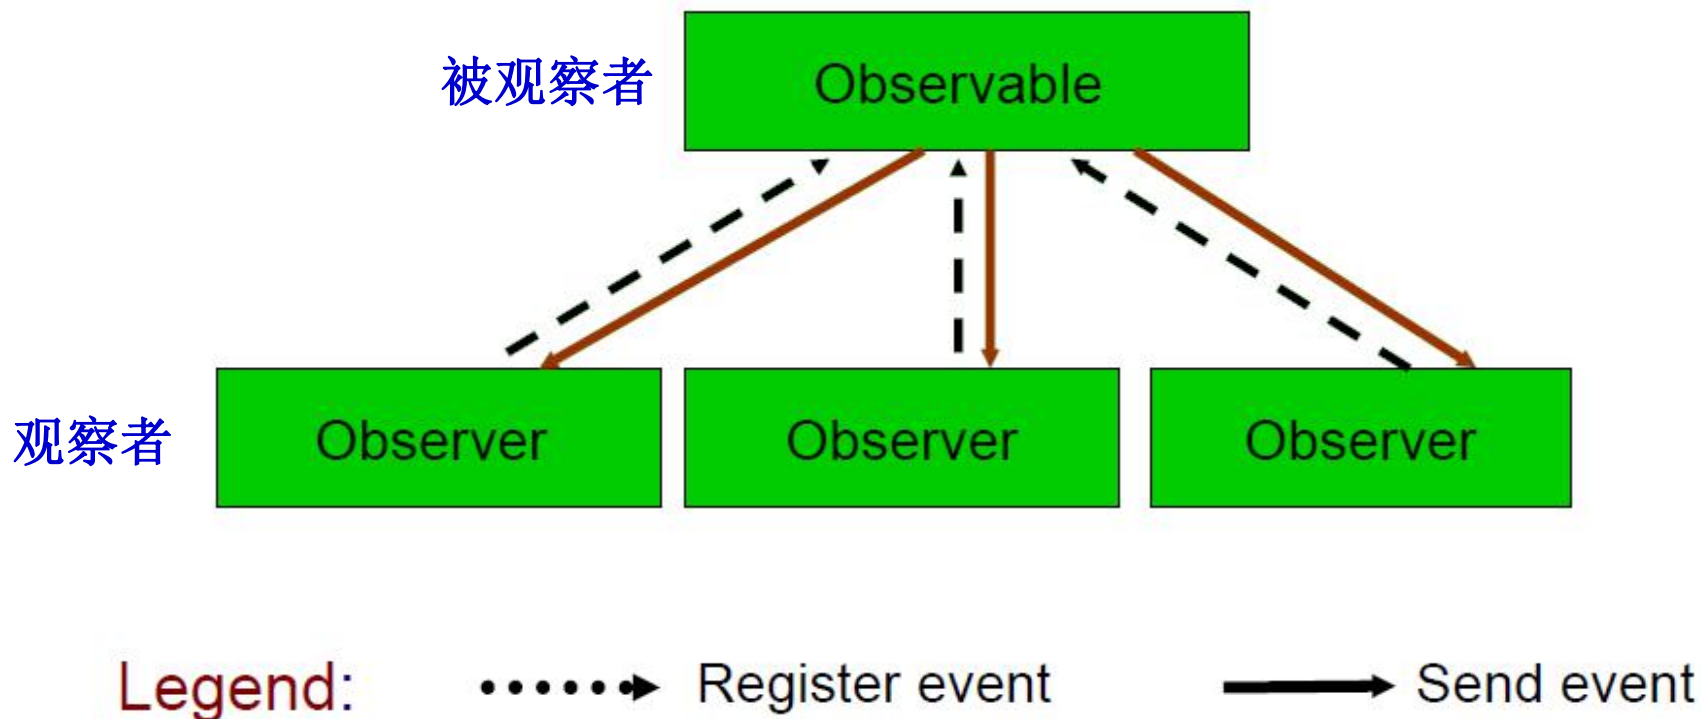 被观察者
Observable
观察者
Observer
Observer
Observer
Legend:
Register event
Send event